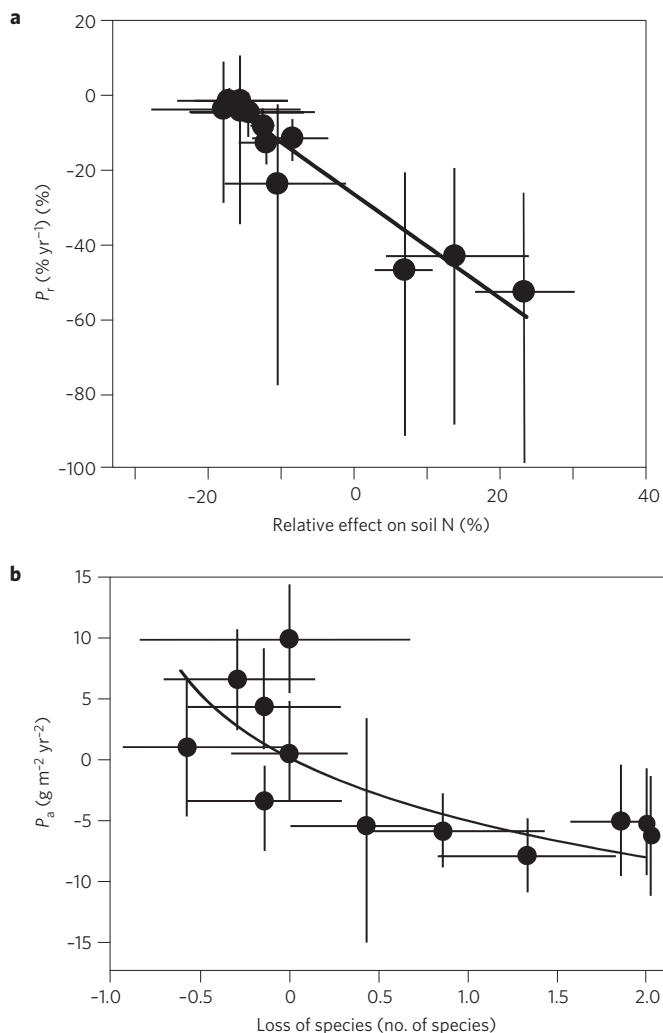 a
20
0
-20
-40
-60
-80
-100
P_r (% yr⁻¹) (%)
-20 0 20 40
Relative effect on soil N (%)
b
15
10
5
0
-5
-10
-15
P_a (g m⁻² yr⁻²)
-1.0 -0.5 0 0.5 1.0 1.5 2.0
Loss of species (no. of species)